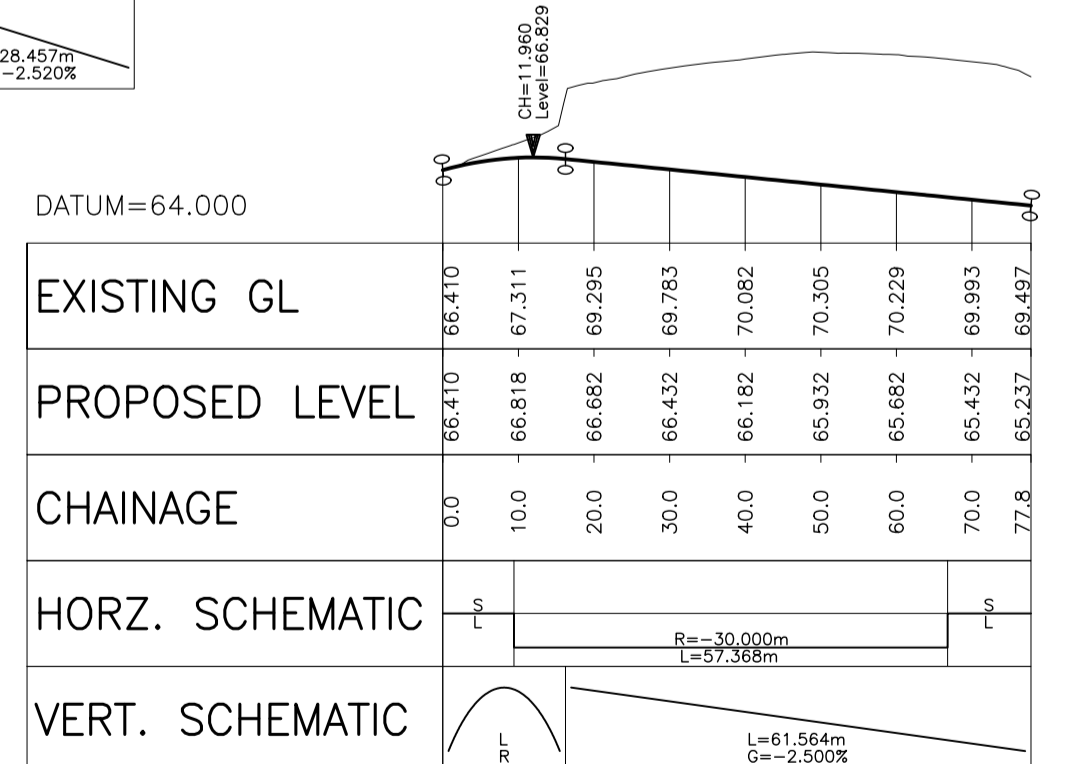 28.457m
-2.520%
CH=11.960
Level=66.829
DATUM=64.000
EXISTING GL 66.410 67.311 69.295 69.783 70.082 70.305 70.229 69.993 69.497
PROPOSED LEVEL 66.410 66.818 66.682 66.432 66.182 65.932 65.682 65.432 65.237
CHAINAGE 0.0 10.0 20.0 30.0 40.0 50.0 60.0 70.0 77.8
HORZ. SCHEMATIC
S
L
R=-30.000m
L=57.368m
S
L
VERT. SCHEMATIC
L
R
L=61.564m
G=-2.500%